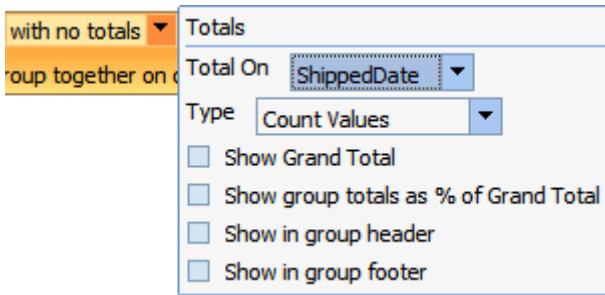 with no totals
Totals
Total On ShippedDate
roup together on
Type Count Values
Show Grand Total
Show group totals as % of Grand Total
Show in group header
Show in group footer